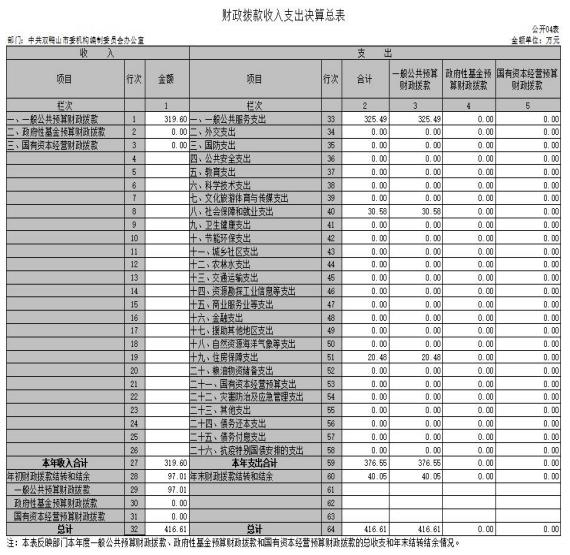 财政拨款收入支出决算总表
公开04表
部门：中共双鸭山市委机构编制委员会办公室 金额单位：万元
收 入 支 出
项目 行次 金额 项目 行次 合计 一般公共预算财政拨款 政府性基金预算财政拨款 国有资本经营预算财政拨款
栏次 1 栏次 2 3 4 5
一、一般公共预算财政拨款 1 319.60 一、一般公共服务支出 33 325.49 325.49 0.00 0.00
二、政府性基金预算财政拨款 2 0.00 二、外交支出 34 0.00 0.00 0.00 0.00
三、国有资本经营财政拨款 3 0.00 三、国防支出 35 0.00 0.00 0.00 0.00
4 四、公共安全支出 36 0.00 0.00 0.00 0.00
5 五、教育支出 37 0.00 0.00 0.00 0.00
6 六、科学技术支出 38 0.00 0.00 0.00 0.00
7 七、文化旅游体育与传媒支出 39 0.00 0.00 0.00 0.00
8 八、社会保障和就业支出 40 30.58 30.58 0.00 0.00
9 九、卫生健康支出 41 0.00 0.00 0.00 0.00
10 十、节能环保支出 42 0.00 0.00 0.00 0.00
11 十一、城乡社区支出 43 0.00 0.00 0.00 0.00
12 十二、农林水支出 44 0.00 0.00 0.00 0.00
13 十三、交通运输支出 45 0.00 0.00 0.00 0.00
14 十四、资源勘探工业信息等支出 46 0.00 0.00 0.00 0.00
15 十五、商业服务业等支出 47 0.00 0.00 0.00 0.00
16 十六、金融支出 48 0.00 0.00 0.00 0.00
17 十七、援助其他地区支出 49 0.00 0.00 0.00 0.00
18 十八、自然资源海洋气象等支出 50 0.00 0.00 0.00 0.00
19 十九、住房保障支出 51 20.48 20.48 0.00 0.00
20 二十、粮油物资储备支出 52 0.00 0.00 0.00 0.00
21 二十一、国有资本经营预算支出 53 0.00 0.00 0.00 0.00
22 二十二、灾害防治及应急管理支出 54 0.00 0.00 0.00 0.00
23 二十三、其他支出 55 0.00 0.00 0.00 0.00
24 二十四、债务还本支出 56 0.00 0.00 0.00 0.00
25 二十五、债务付息支出 57 0.00 0.00 0.00 0.00
26 二十六、抗疫特别国债安排的支出 58 0.00 0.00 0.00 0.00
本年收入合计 27 319.60 本年支出合计 59 376.55 376.55 0.00 0.00
年初财政拨款结转和结余 28 97.01 年末财政拨款结转和结余 60 40.05 40.05 0.00 0.00
一般公共预算财政拨款 29 97.01 61
政府性基金预算财政拨款 30 0.00 62
国有资本经营预算财政拨款 31 0.00 63
总计 32 416.61 总计 64 416.61 416.61 0.00 0.00
注：本表反映部门本年度一般公共预算财政拨款、政府性基金预算财政拨款和国有资本经营预算财政拨款的总收支和年末结转结余情况。